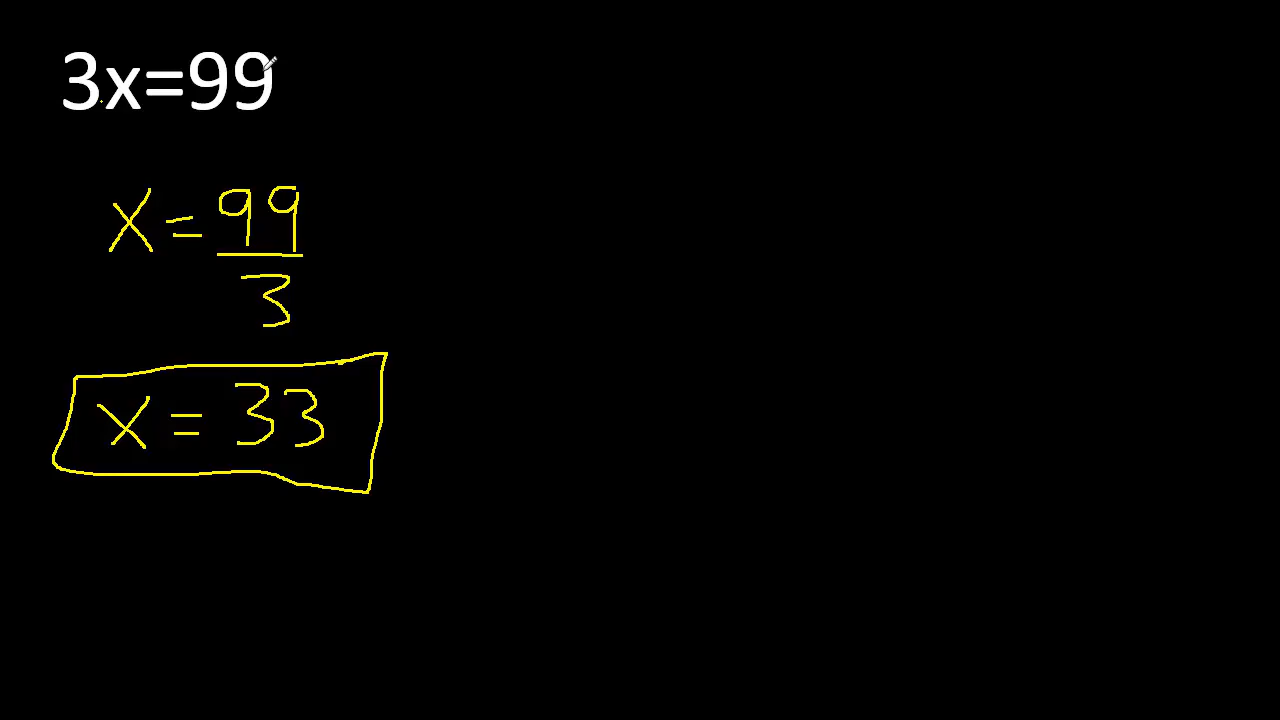 3x=99
x = 99
3
x = 33